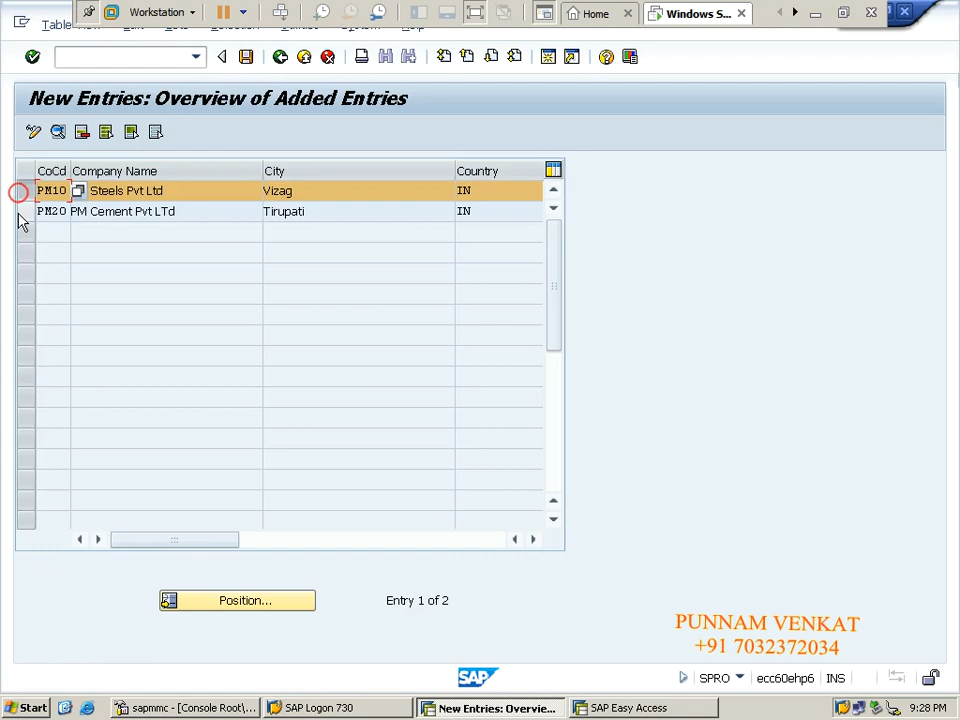 Workstation
Home
Windows S...
New Entries: Overview of Added Entries
CoCd Company Name City Country
PM10 Steels Pvt Ltd Vizag IN
PM20 PM Cement Pvt LTd Tirupati IN
Position...
Entry 1 of 2
PUNNAM VENKAT
+91 7032372034
SAP
SPRO
ecc60ehp6
INS
Start
sapmmc - [Console Root\...
SAP Logon 730
New Entries: Overvie...
SAP Easy Access
9:28 PM